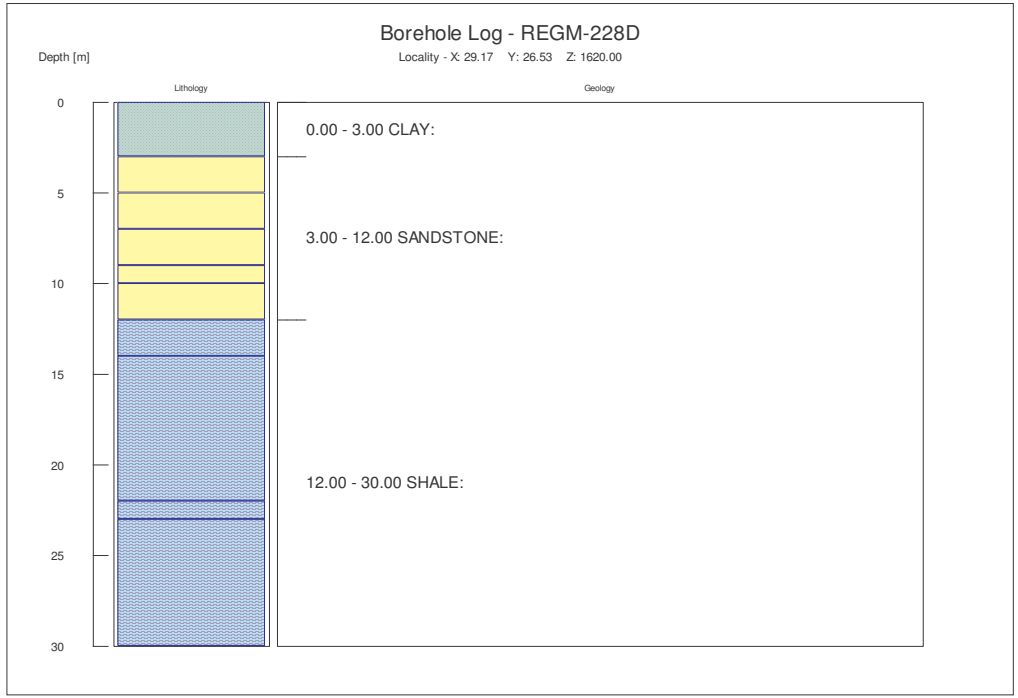 Borehole Log - REGM-228D
Depth [m]
Locality - X: 29.17 Y: 26.53 Z: 1620.00
Lithology
Geology
0
0.00 - 3.00 CLAY:
5
3.00 - 12.00 SANDSTONE:
10
15
20
12.00 - 30.00 SHALE:
25
30